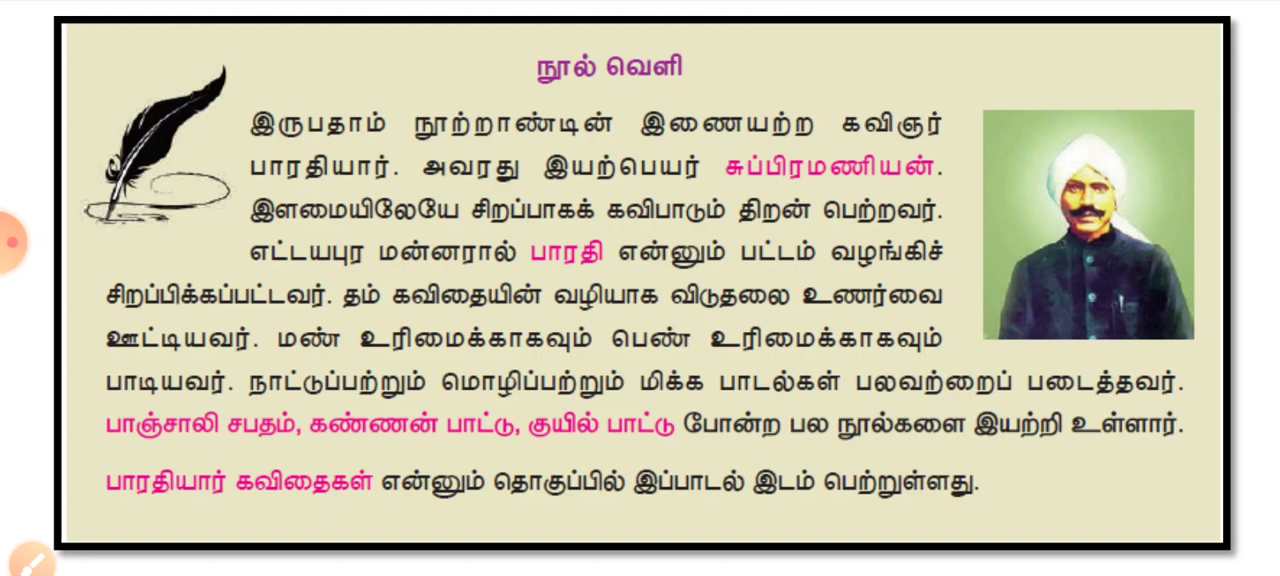 நூல் வெளி
இருபதாம் நூற்றாண்டின் இணையற்ற கவிஞர்
பாரதியார். அவரது இயற்பெயர் சுப்பிரமணியன்.
இளமையிலேயே சிறப்பாகக் கவிபாடும் திறன் பெற்றவர்.
எட்டயபுர மன்னரால் பாரதி என்னும் பட்டம் வழங்கிச்
சிறப்பிக்கப்பட்டவர். தம் கவிதையின் வழியாக விடுதலை உணர்வை
ஊட்டியவர். மண் உரிமைக்காகவும் பெண் உரிமைக்காகவும்
பாடியவர். நாட்டுப்பற்றும் மொழிப்பற்றும் மிக்க பாடல்கள் பலவற்றைப் படைத்தவர்.
பாஞ்சாலி சபதம், கண்ணன் பாட்டு, குயில் பாட்டு போன்ற பல நூல்களை இயற்றி உள்ளார்.
பாரதியார் கவிதைகள் என்னும் தொகுப்பில் இப்பாடல் இடம் பெற்றுள்ளது.